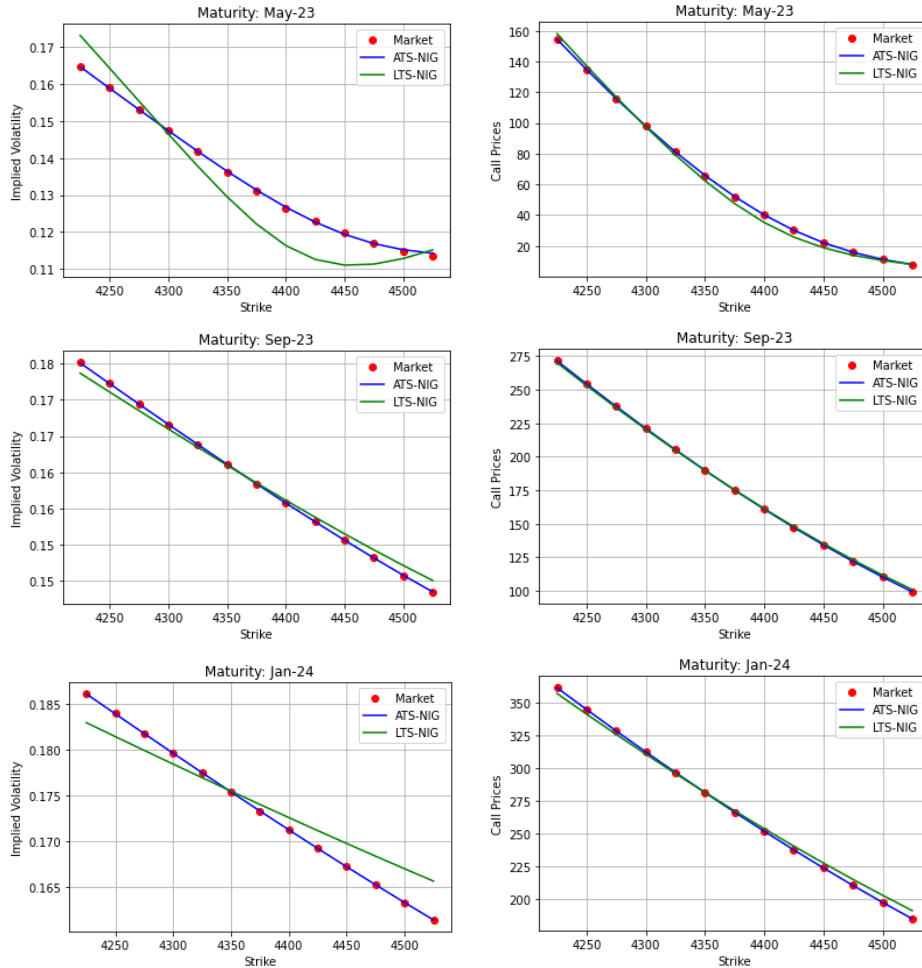 Maturity: May-23
Implied Volatility
0.17
0.16
0.15
0.14
0.13
0.12
0.11
Market
ATS-NIG
LTS-NIG
4250 4300 4350 4400 4450 4500
Strike
Maturity: May-23
Call Prices
160
140
120
100
80
60
40
20
Market
ATS-NIG
LTS-NIG
4250 4300 4350 4400 4450 4500
Strike
Maturity: Sep-23
Implied Volatility
0.18
0.17
0.17
0.16
0.16
0.15
0.15
Market
ATS-NIG
LTS-NIG
4250 4300 4350 4400 4450 4500
Strike
Maturity: Sep-23
Call Prices
275
250
225
200
175
150
125
100
Market
ATS-NIG
LTS-NIG
4250 4300 4350 4400 4450 4500
Strike
Maturity: Jan-24
Implied Volatility
0.185
0.180
0.175
0.170
0.165
Market
ATS-NIG
LTS-NIG
4250 4300 4350 4400 4450 4500
Strike
Maturity: Jan-24
Call Prices
350
325
300
275
250
225
200
Market
ATS-NIG
LTS-NIG
4250 4300 4350 4400 4450 4500
Strike